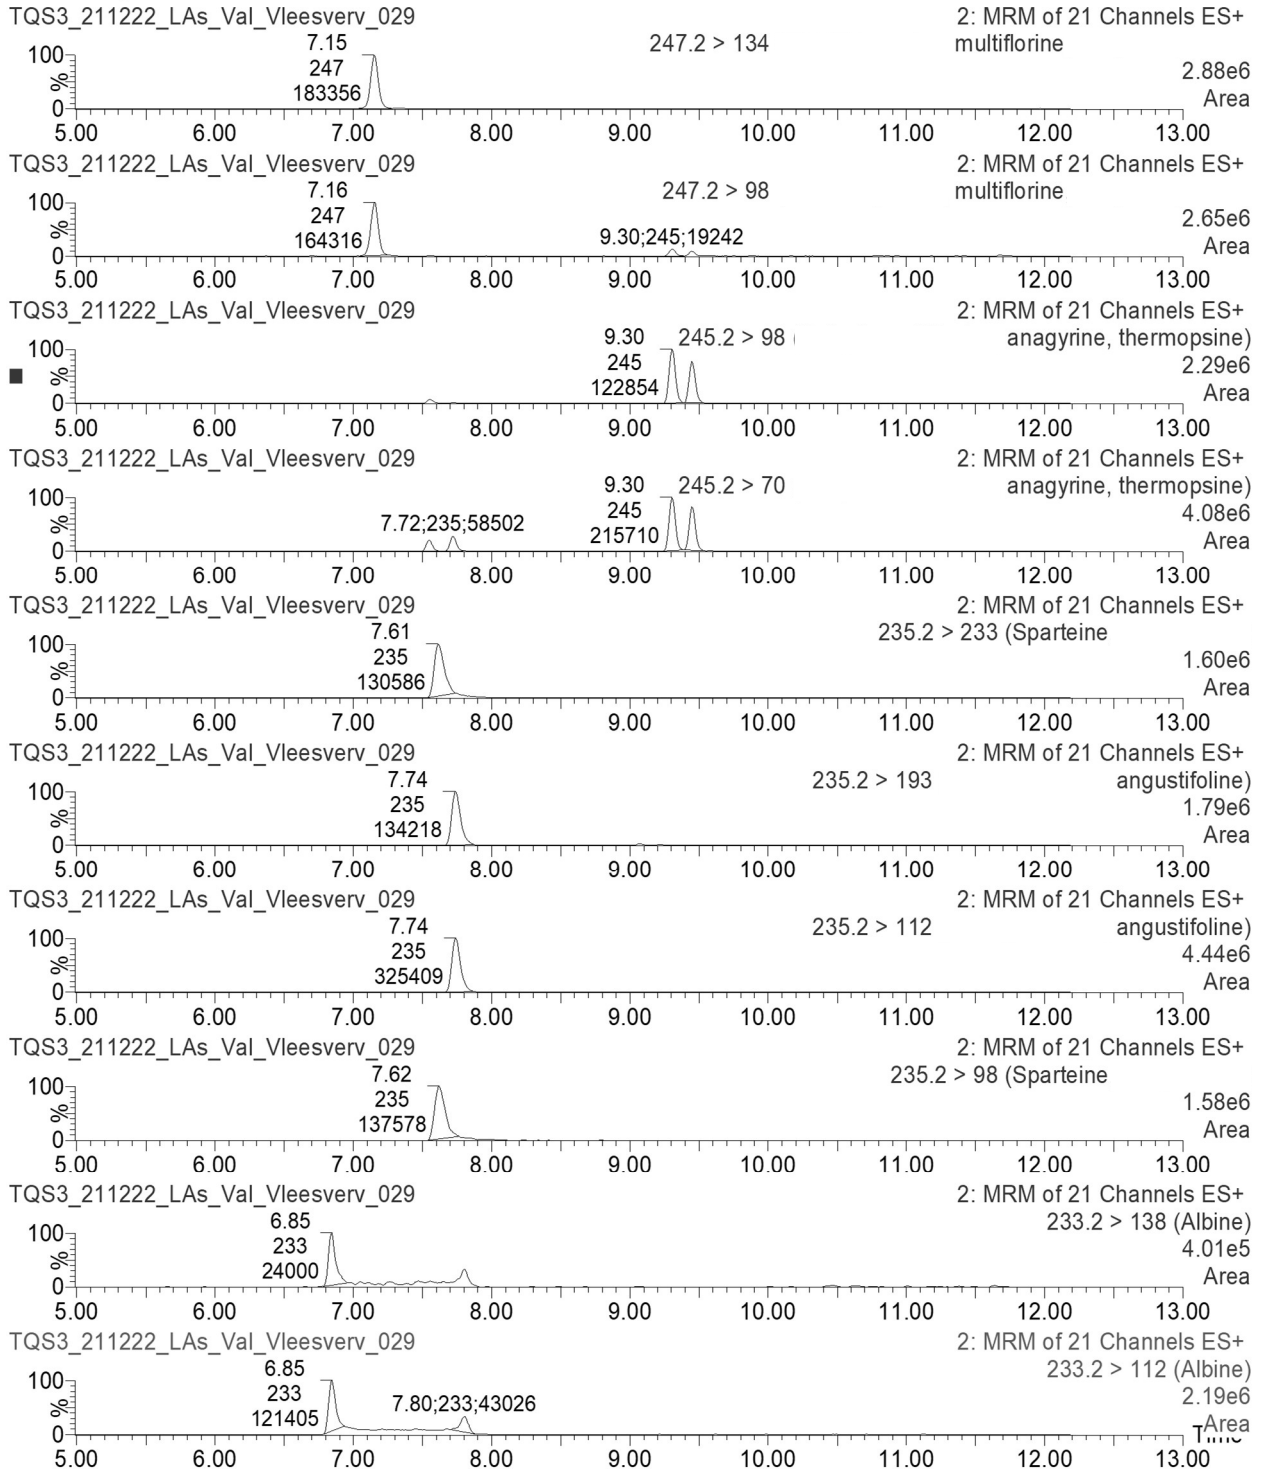 TQS3_211222_LAs_Val_Vleesverv_029 2: MRM of 21 Channels ES+
7.15 247.2 > 134 multiflorine
100 247 2.88e6
% 183356 Area
0
5.00 6.00 7.00 8.00 9.00 10.00 11.00 12.00 13.00
TQS3_211222_LAs_Val_Vleesverv_029 2: MRM of 21 Channels ES+
7.16 247.2 > 98 multiflorine
100 247 2.65e6
% 164316 9.30;245;19242 Area
0
5.00 6.00 7.00 8.00 9.00 10.00 11.00 12.00 13.00
TQS3_211222_LAs_Val_Vleesverv_029 2: MRM of 21 Channels ES+
9.30 245.2 > 98 ( anagyrine, thermopsine)
100 245 2.29e6
% 122854 Area
0
5.00 6.00 7.00 8.00 9.00 10.00 11.00 12.00 13.00
TQS3_211222_LAs_Val_Vleesverv_029 2: MRM of 21 Channels ES+
9.30 245.2 > 70 anagyrine, thermopsine)
100 7.72;235;58502 245 4.08e6
% 215710 Area
0
5.00 6.00 7.00 8.00 9.00 10.00 11.00 12.00 13.00
TQS3_211222_LAs_Val_Vleesverv_029 2: MRM of 21 Channels ES+
7.61 235.2 > 233 (Sparteine
100 235 1.60e6
% 130586 Area
0
5.00 6.00 7.00 8.00 9.00 10.00 11.00 12.00 13.00
TQS3_211222_LAs_Val_Vleesverv_029 2: MRM of 21 Channels ES+
7.74 235.2 > 193 angustifoline)
100 235 1.79e6
% 134218 Area
0
5.00 6.00 7.00 8.00 9.00 10.00 11.00 12.00 13.00
TQS3_211222_LAs_Val_Vleesverv_029 2: MRM of 21 Channels ES+
7.74 235.2 > 112 angustifoline)
100 235 4.44e6
% 325409 Area
0
5.00 6.00 7.00 8.00 9.00 10.00 11.00 12.00 13.00
TQS3_211222_LAs_Val_Vleesverv_029 2: MRM of 21 Channels ES+
7.62 235.2 > 98 (Sparteine
100 235 1.58e6
% 137578 Area
0
5.00 6.00 7.00 8.00 9.00 10.00 11.00 12.00 13.00
TQS3_211222_LAs_Val_Vleesverv_029 2: MRM of 21 Channels ES+
6.85 233.2 > 138 (Albine)
100 233 4.01e5
% 24000 Area
0
5.00 6.00 7.00 8.00 9.00 10.00 11.00 12.00 13.00
TQS3_211222_LAs_Val_Vleesverv_029 2: MRM of 21 Channels ES+
6.85 233.2 > 112 (Albine)
100 233 7.80;233;43026 2.19e6
% 121405 Area
0
5.00 6.00 7.00 8.00 9.00 10.00 11.00 12.00 13.00